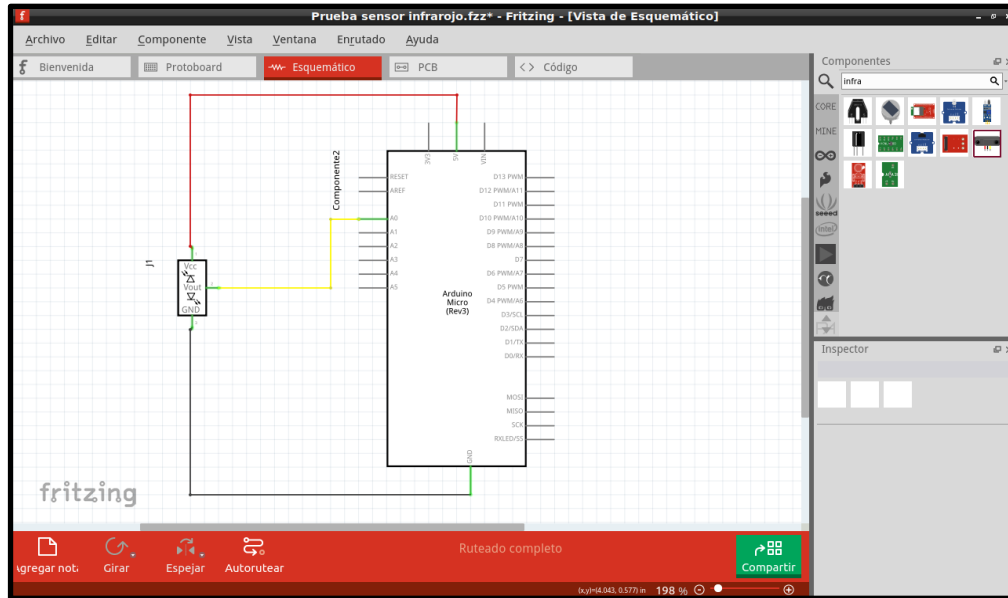 Prueba sensor infrarojo.fzz* - Fritzing - [Vista de Esquemático]
Archivo Editar Componente Vista Ventana Enrutado Ayuda
Bienvenida Protoboard Esquemático PCB Código
Componentes
infra
CORE
MINE
seeed
intel
Inspector
Componente2
3V3 5V VIN
RESET
AREF
A0
A1
A2
A3
A4
A5
D13 PWM
D12 PWM/A11
D11 PWM
D10 PWM/A10
D9 PWM/A9
D8 PWM/A8
D7
D6 PWM/A7
D5 PWM
D4 PWM/A6
D3/SCL
D2/SDA
D1/TX
D0/RX
MOSI
MISO
SCK
RXLED/SS
GND
Arduino
Micro
(Rev3)
J1
Vcc
Vout
GND
fritzing
Agregar nota Girar Espejar Autorutear
Ruteado completo
Compartir
(x,y)=(4.043, 0.577) in 198 %